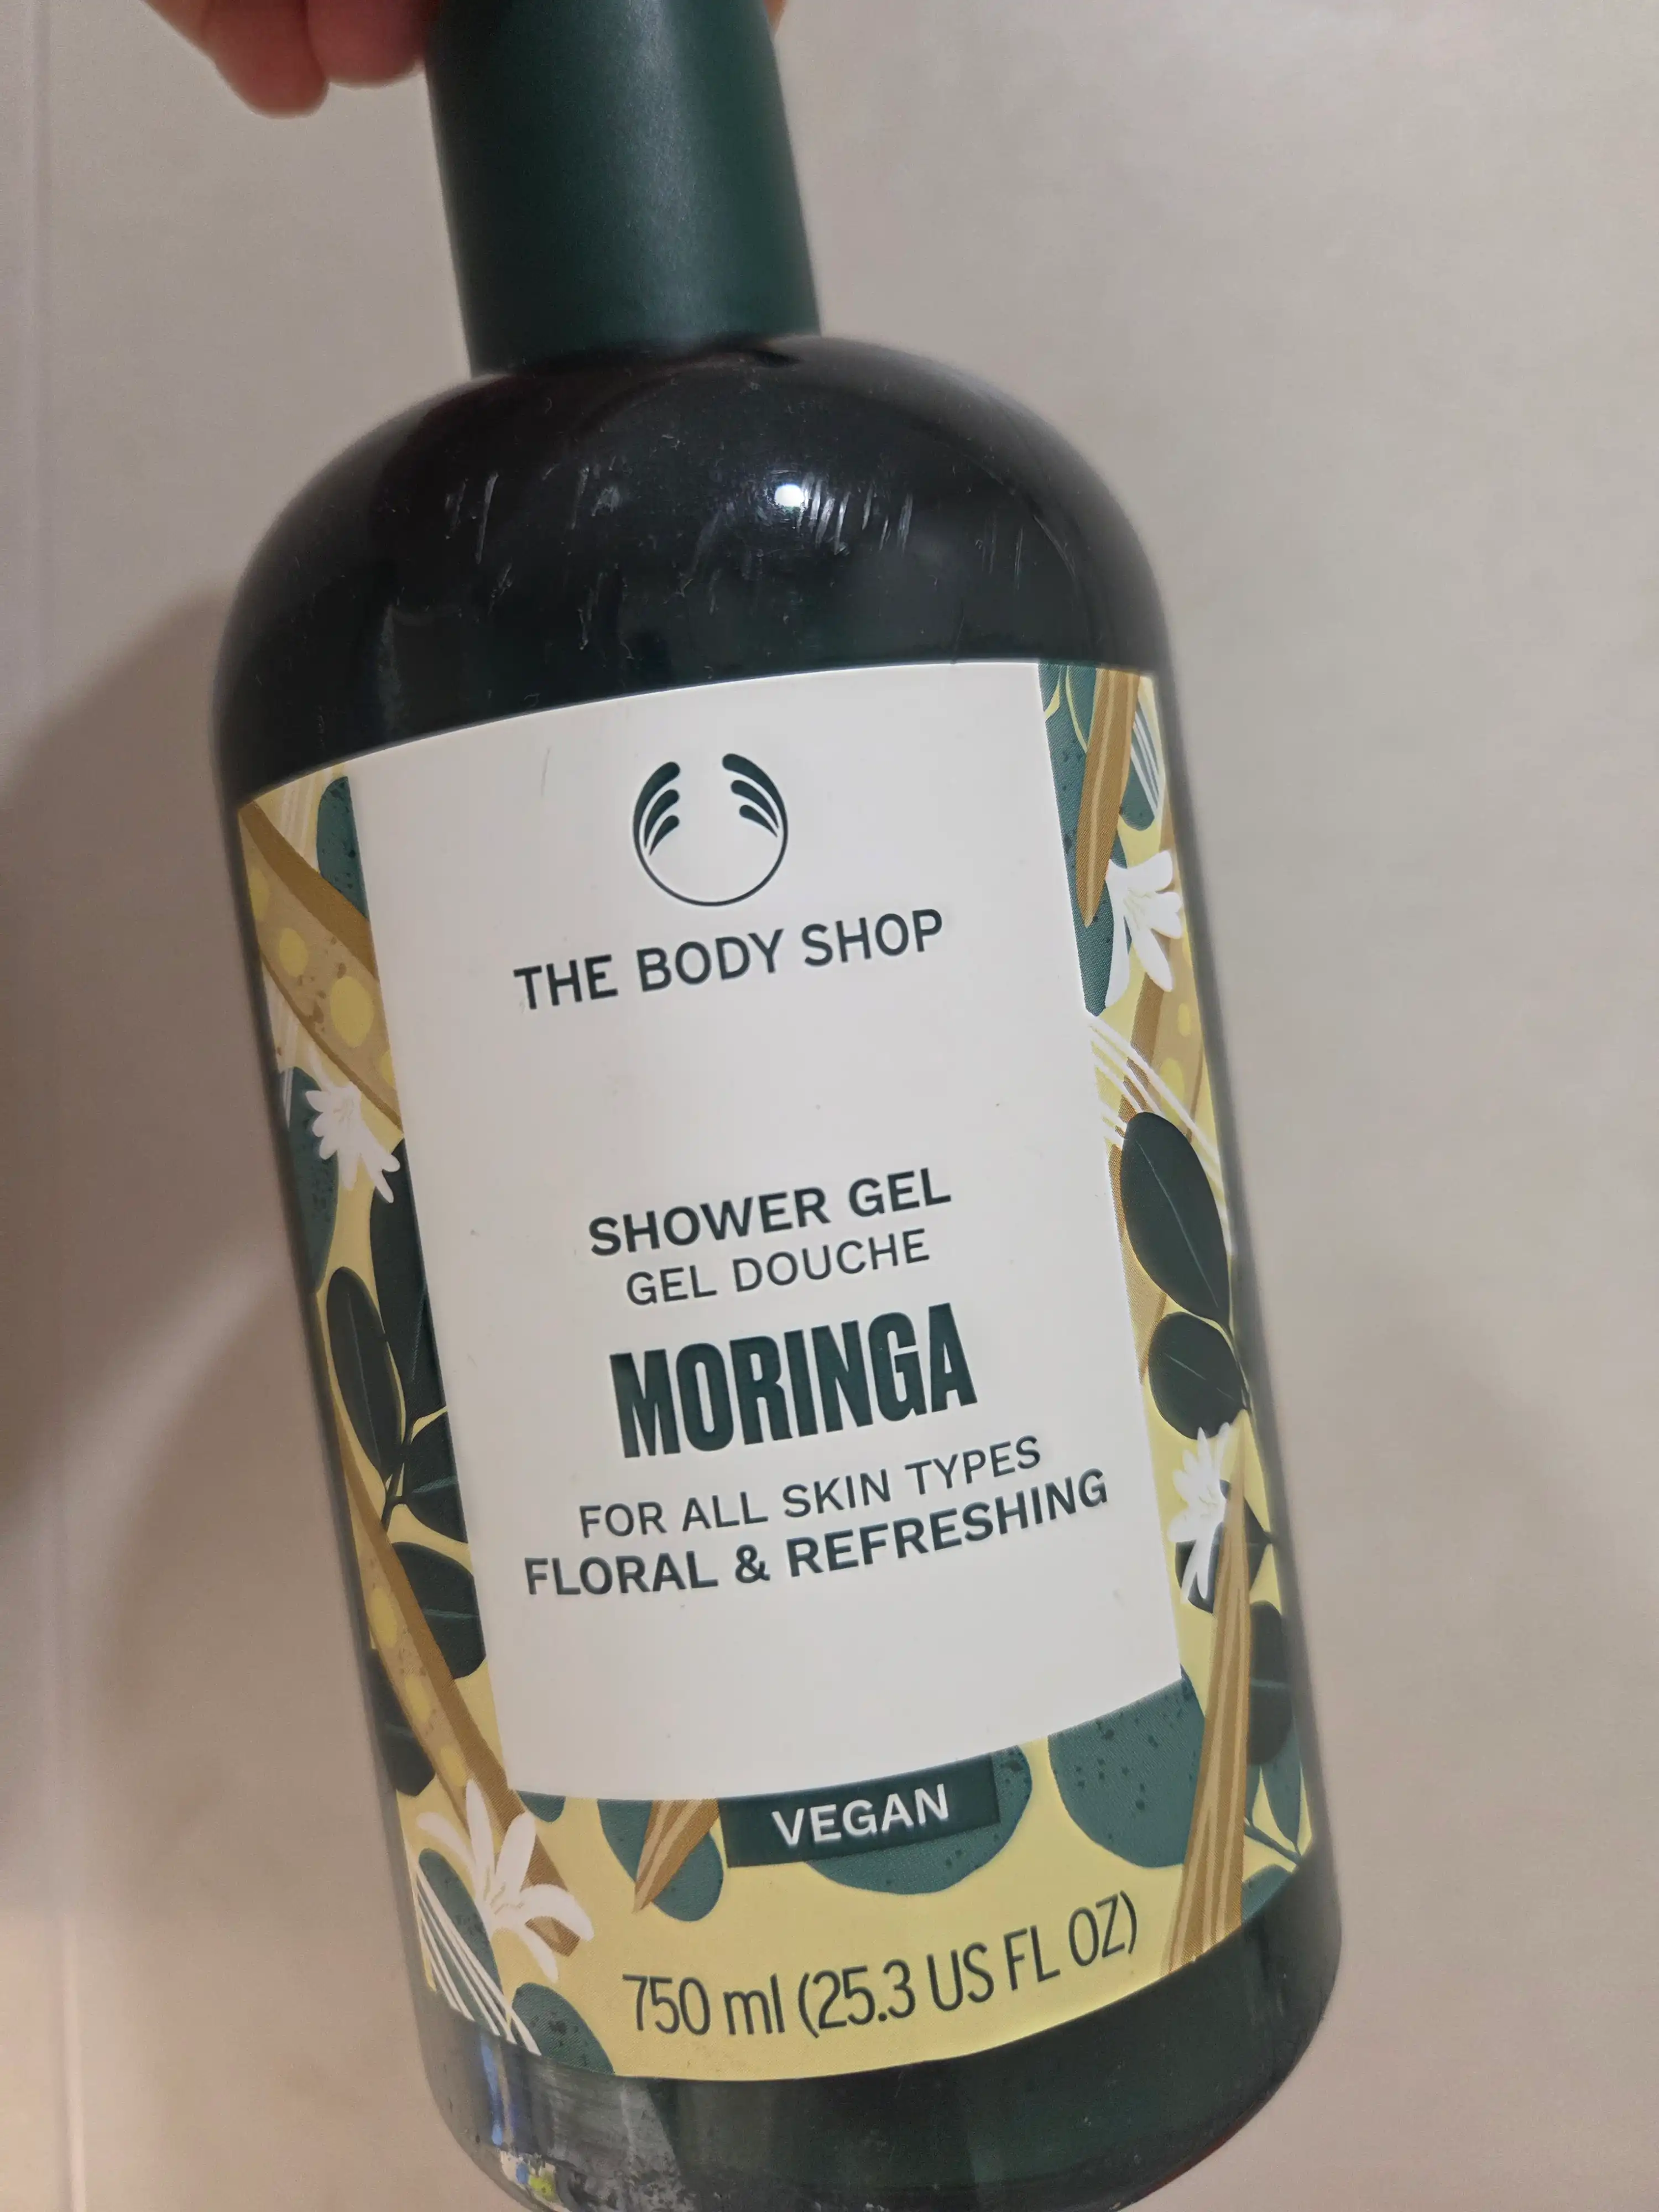 THE BODY SHOP
SHOWER GEL
GEL DOUCHE
MORINGA
FOR ALL SKIN TYPES
FLORAL & REFRESHING
VEGAN
750 ml (25.3 US FL OZ)